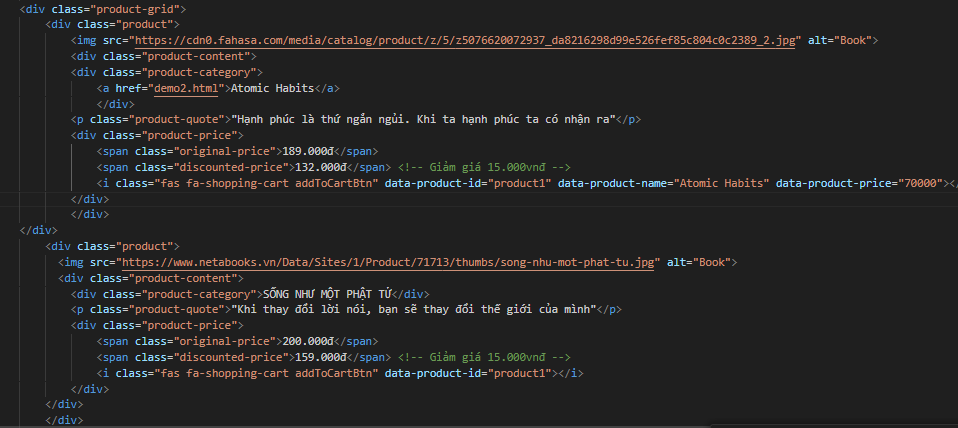 <div class="product-grid">
<div class="product">
<img src="https://cdn0.fahasa.com/media/catalog/product/z/5/z5076620072937_da8216298d99e526fef85c804c0c2389_2.jpg" alt="Book">
<div class="product-content">
<div class="product-category">
<a href="demo2.html">Atomic Habits</a>
</div>
<p class="product-quote">"Hạnh phúc là thứ ngắn ngủi. Khi ta hạnh phúc ta có nhận ra"</p>
<div class="product-price">
<span class="original-price">189.000đ</span>
<span class="discounted-price">132.000đ</span> <!-- Giảm giá 15.000vnđ -->
<i class="fas fa-shopping-cart addToCartBtn" data-product-id="product1" data-product-name="Atomic Habits" data-product-price="70000"></
</div>
</div>
</div>
<div class="product">
<img src="https://www.netabooks.vn/Data/Sites/1/Product/71713/thumbs/song-nhu-mot-phat-tu.jpg" alt="Book">
<div class="product-content">
<div class="product-category">SỐNG NHƯ MỘT PHẬT TỬ</div>
<p class="product-quote">"Khi thay đổi lời nói, bạn sẽ thay đổi thế giới của mình"</p>
<div class="product-price">
<span class="original-price">200.000đ</span>
<span class="discounted-price">159.000đ</span> <!-- Giảm giá 15.000vnđ -->
<i class="fas fa-shopping-cart addToCartBtn" data-product-id="product1"></i>
</div>
</div>
</div>